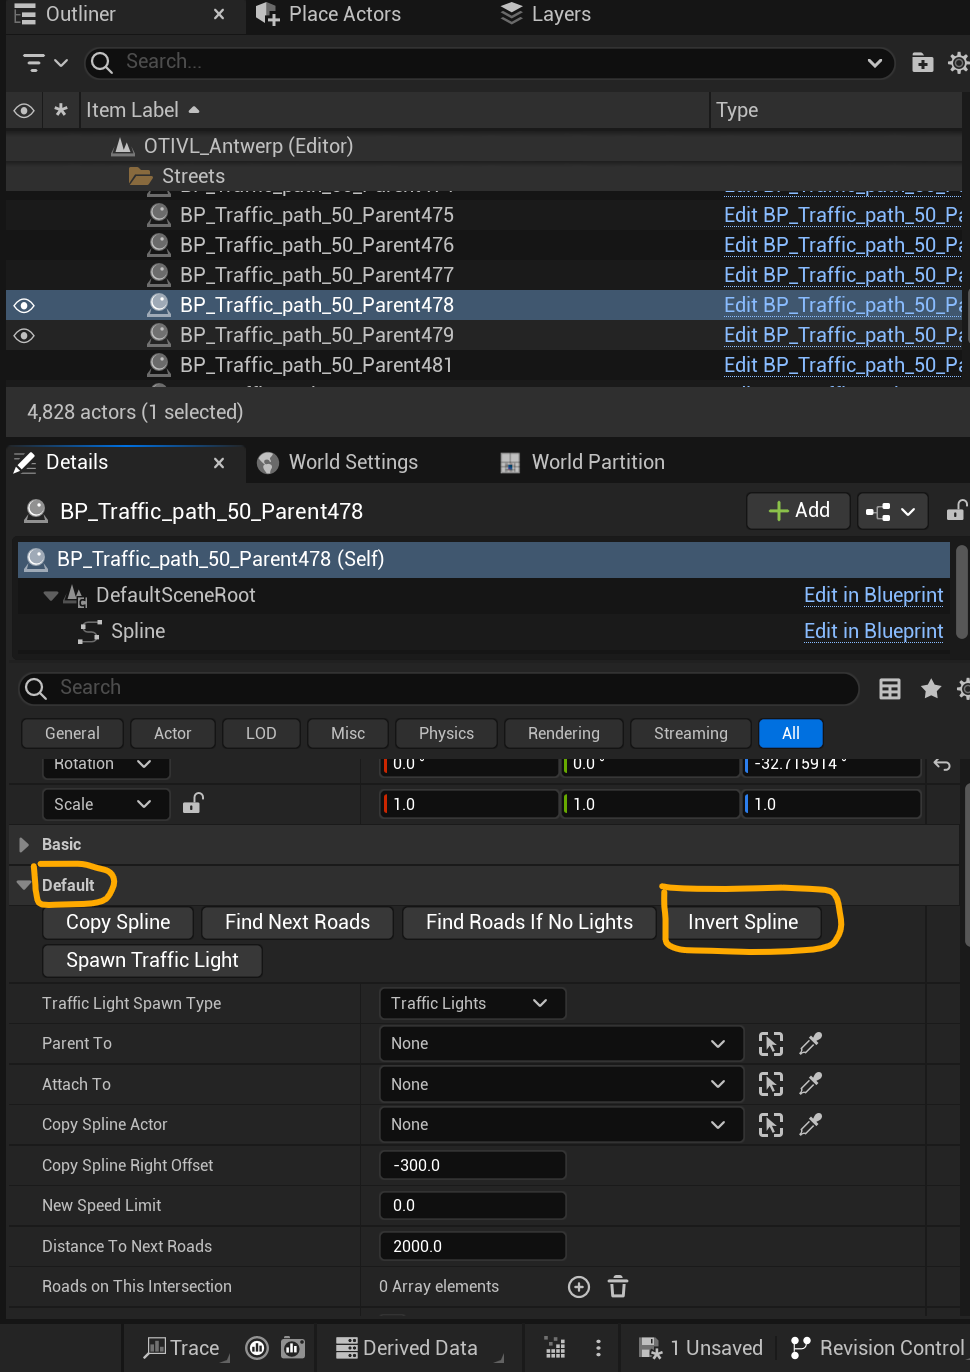 Outliner × Place Actors Layers
Search...
* Item Label Type
OTIVL_Antwerp (Editor)
Streets
BP_Traffic_path_50_Parent475 Edit BP_Traffic_path_50_Pa
BP_Traffic_path_50_Parent476 Edit BP_Traffic_path_50_Pa
BP_Traffic_path_50_Parent477 Edit BP_Traffic_path_50_Pa
BP_Traffic_path_50_Parent478 Edit BP_Traffic_path_50_Pa
BP_Traffic_path_50_Parent479 Edit BP_Traffic_path_50_Pa
BP_Traffic_path_50_Parent481 Edit BP_Traffic_path_50_Pa
4,828 actors (1 selected)
Details × World Settings World Partition
BP_Traffic_path_50_Parent478 + Add
BP_Traffic_path_50_Parent478 (Self)
DefaultSceneRoot Edit in Blueprint
Spline Edit in Blueprint
Search
General Actor LOD Misc Physics Rendering Streaming All
Rotation 0.0 ° 0.0 ° -32.715914 °
Scale 1.0 1.0 1.0
Basic
Default
Copy Spline Find Next Roads Find Roads If No Lights Invert Spline
Spawn Traffic Light
Traffic Light Spawn Type Traffic Lights
Parent To None
Attach To None
Copy Spline Actor None
Copy Spline Right Offset -300.0
New Speed Limit 0.0
Distance To Next Roads 2000.0
Roads on This Intersection 0 Array elements
Trace Derived Data 1 Unsaved Revision Control